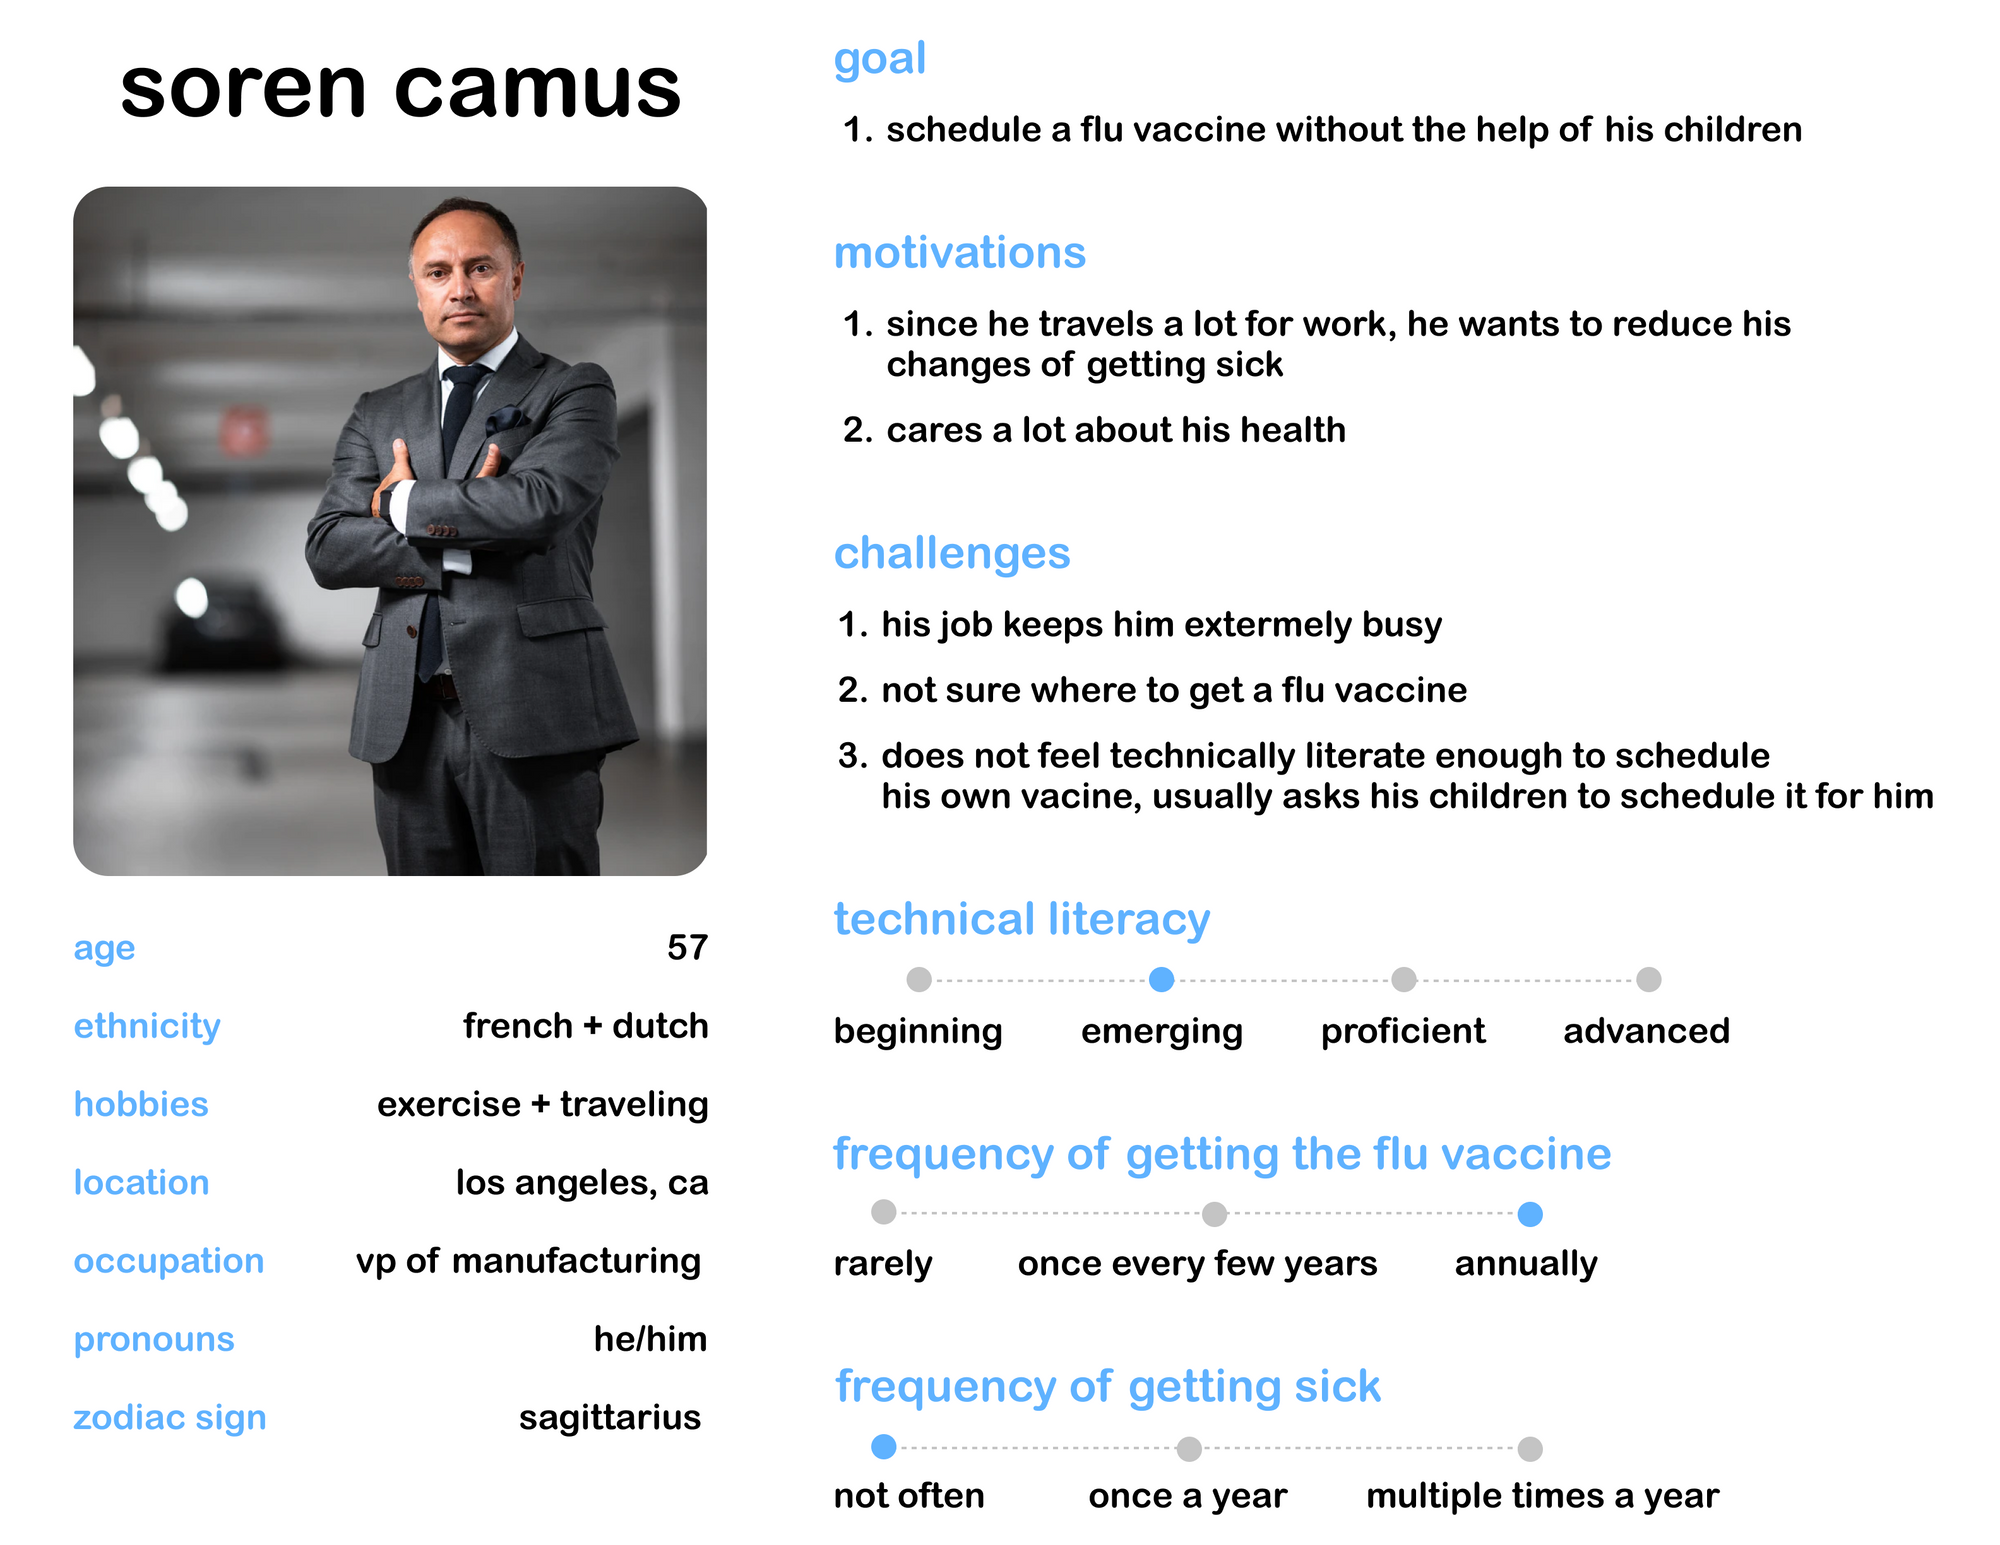 soren camus
age 57
ethnicity french + dutch
hobbies exercise + traveling
location los angeles, ca
occupation vp of manufacturing
pronouns he/him
zodiac sign sagittarius
goal
1. schedule a flu vaccine without the help of his children
motivations
1. since he travels a lot for work, he wants to reduce his
changes of getting sick
2. cares a lot about his health
challenges
1. his job keeps him extermely busy
2. not sure where to get a flu vaccine
3. does not feel technically literate enough to schedule
his own vacine, usually asks his children to schedule it for him
technical literacy
beginning emerging proficient advanced
frequency of getting the flu vaccine
rarely once every few years annually
frequency of getting sick
not often once a year multiple times a year